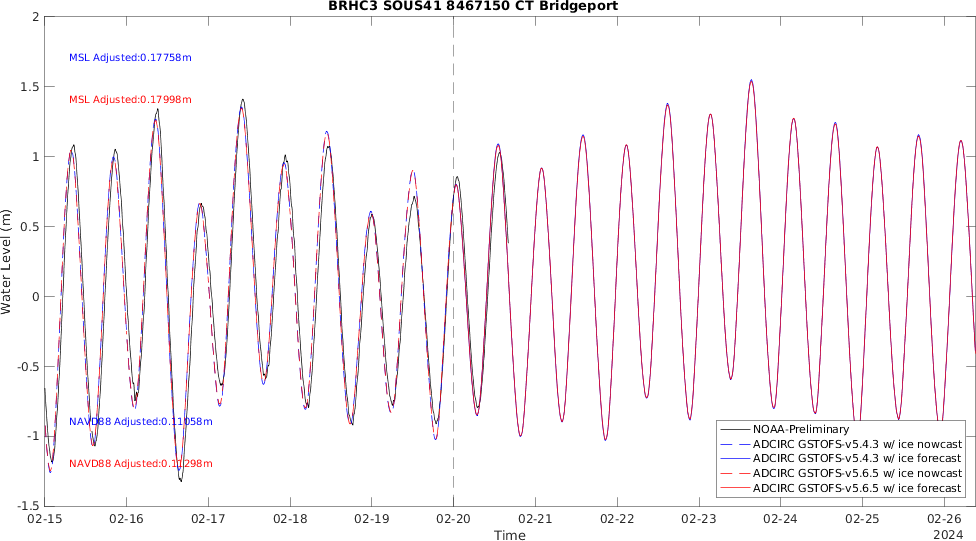 BRHC3 SOUS41 8467150 CT Bridgeport
2
1.5
1
0.5
0
-0.5
-1
-1.5
Water Level (m)
MSL Adjusted:0.17758m
MSL Adjusted:0.17998m
NAVD88 Adjusted:0.11058m
NAVD88 Adjusted:0.11298m
NOAA-Preliminary
ADCIRC GSTOFS-v5.4.3 w/ ice nowcast
ADCIRC GSTOFS-v5.4.3 w/ ice forecast
ADCIRC GSTOFS-v5.6.5 w/ ice nowcast
ADCIRC GSTOFS-v5.6.5 w/ ice forecast
02-15 02-16 02-17 02-18 02-19 02-20 02-21 02-22 02-23 02-24 02-25 02-26
Time
2024